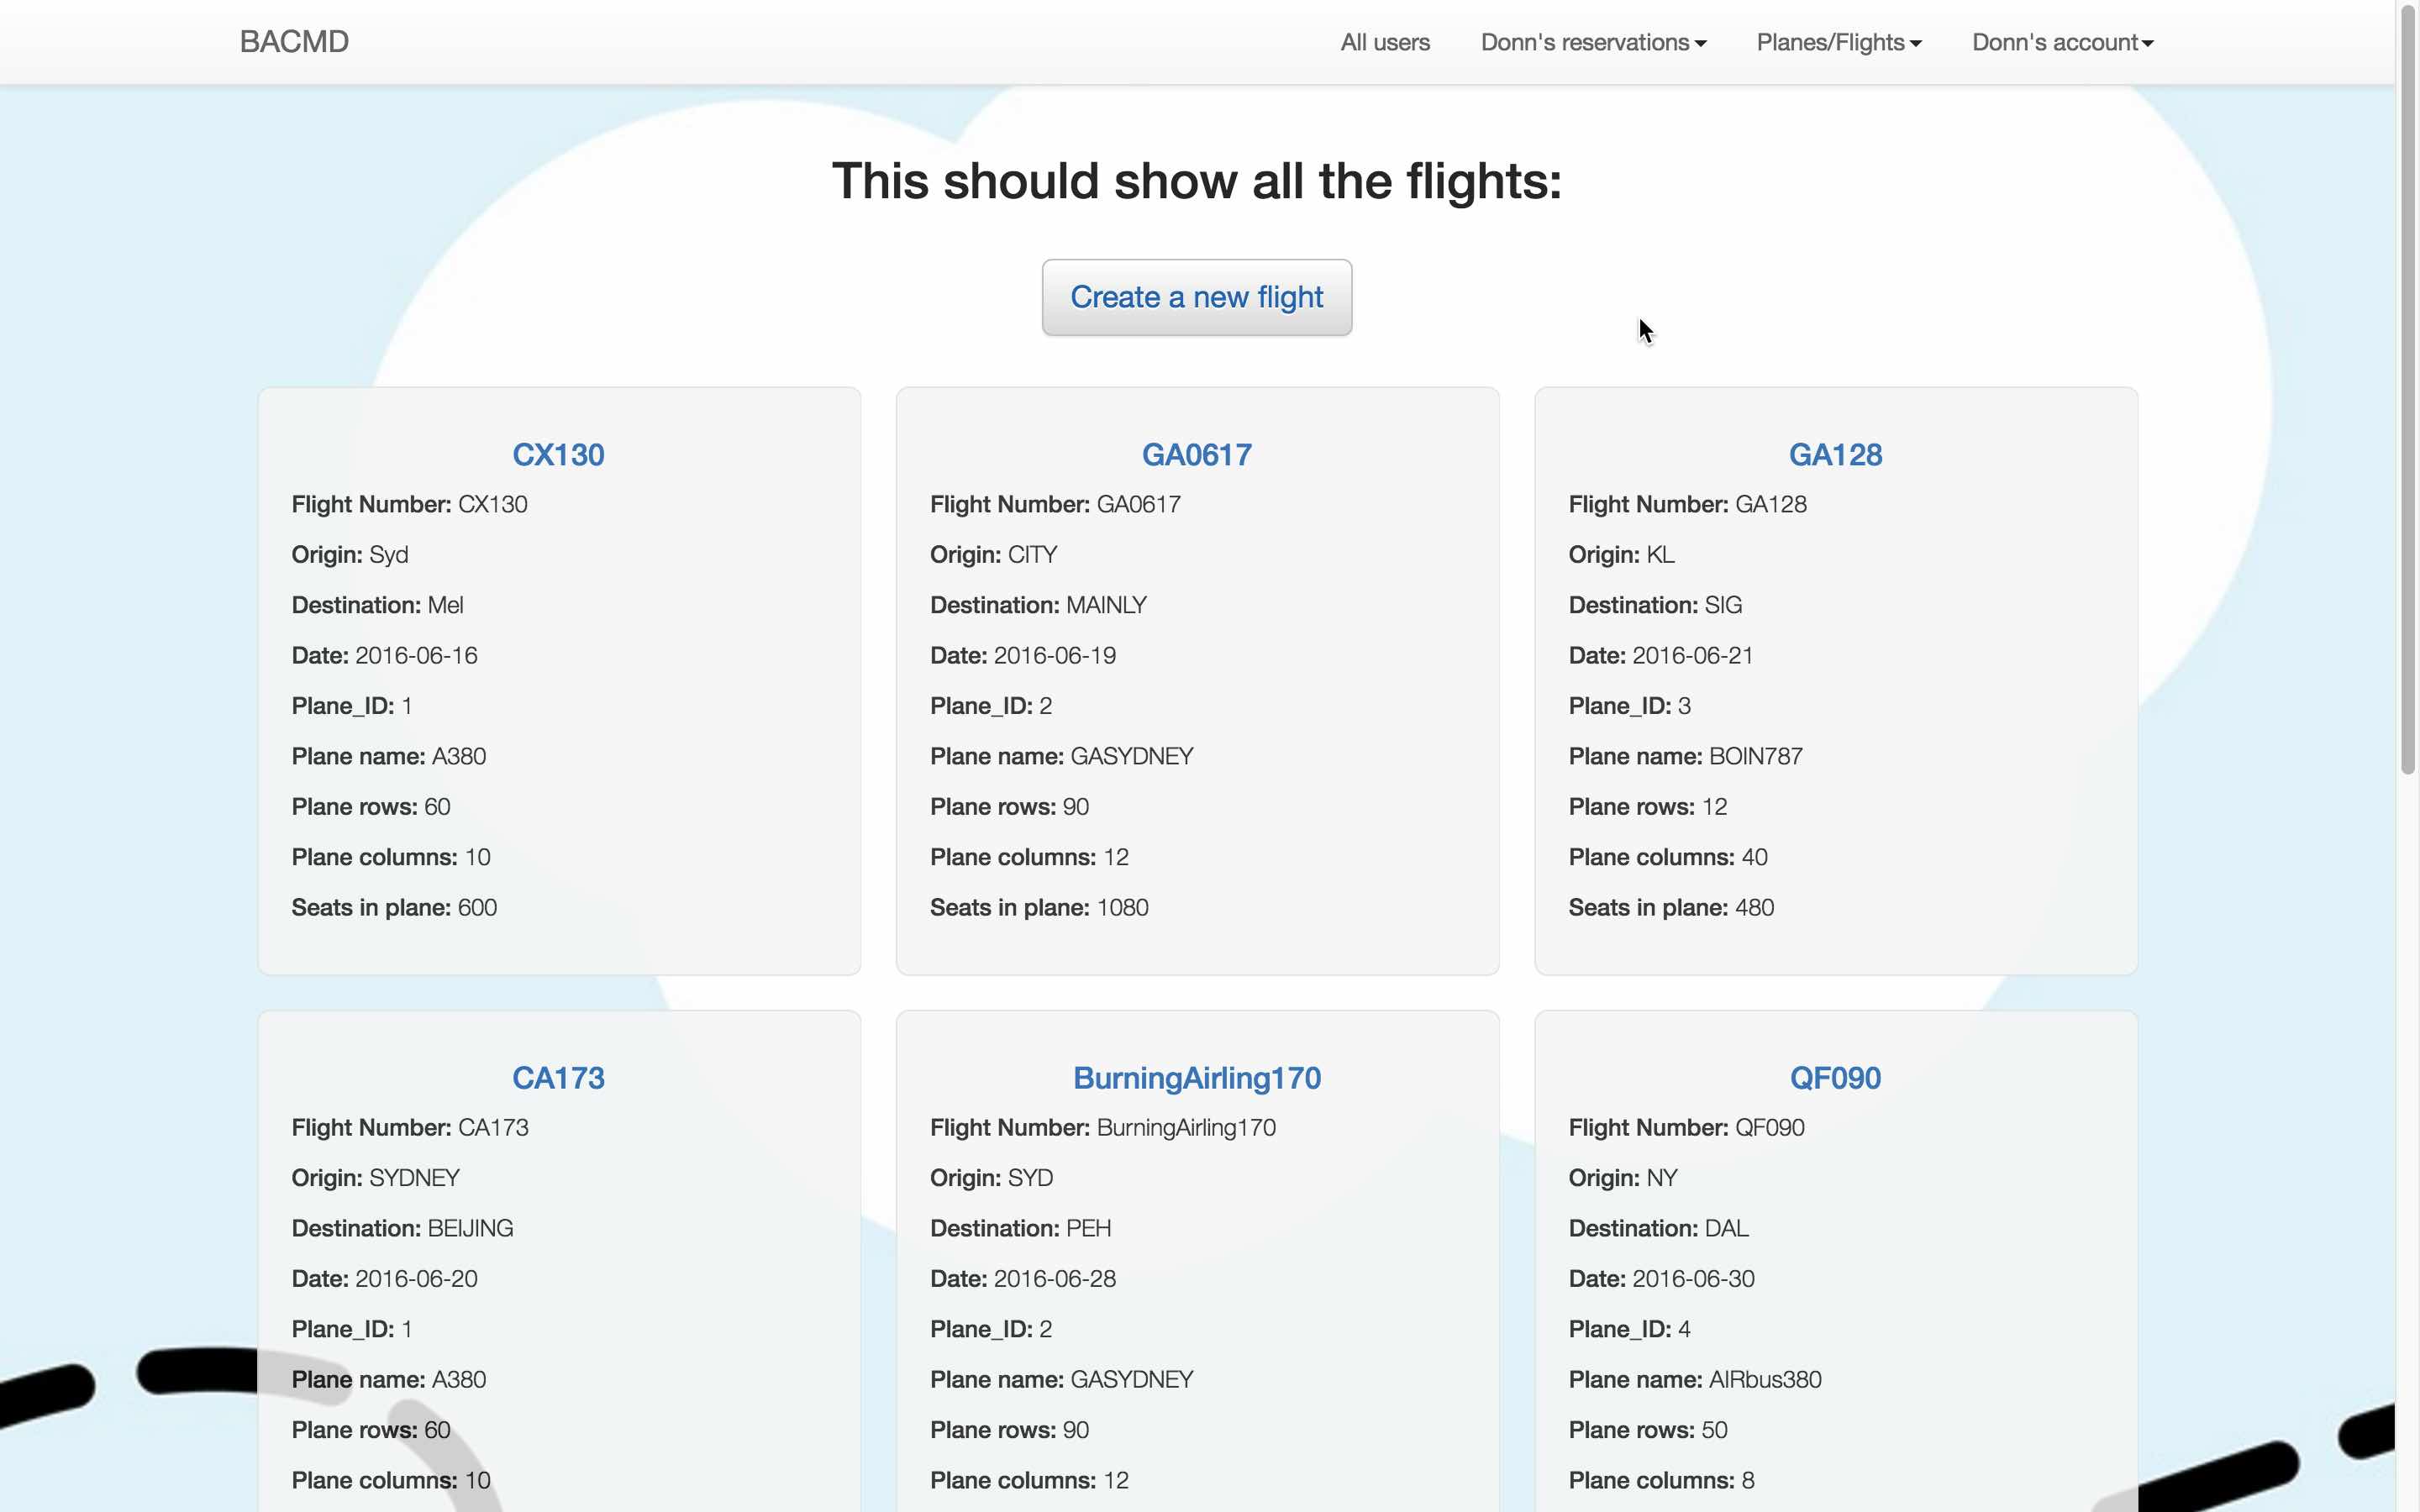 BACMD
All users
Donn's reservations
Planes/Flights
Donn's account
This should show all the flights:
Create a new flight
CX130
Flight Number: CX130
Origin: Syd
Destination: Mel
Date: 2016-06-16
Plane_ID: 1
Plane name: A380
Plane rows: 60
Plane columns: 10
Seats in plane: 600
GA0617
Flight Number: GA0617
Origin: CITY
Destination: MAINLY
Date: 2016-06-19
Plane_ID: 2
Plane name: GASYDNEY
Plane rows: 90
Plane columns: 12
Seats in plane: 1080
GA128
Flight Number: GA128
Origin: KL
Destination: SIG
Date: 2016-06-21
Plane_ID: 3
Plane name: BOIN787
Plane rows: 12
Plane columns: 40
Seats in plane: 480
CA173
Flight Number: CA173
Origin: SYDNEY
Destination: BEIJING
Date: 2016-06-20
Plane_ID: 1
Plane name: A380
Plane rows: 60
Plane columns: 10
BurningAirling170
Flight Number: BurningAirling170
Origin: SYD
Destination: PEH
Date: 2016-06-28
Plane_ID: 2
Plane name: GASYDNEY
Plane rows: 90
Plane columns: 12
QF090
Flight Number: QF090
Origin: NY
Destination: DAL
Date: 2016-06-30
Plane_ID: 4
Plane name: AIRbus380
Plane rows: 50
Plane columns: 8